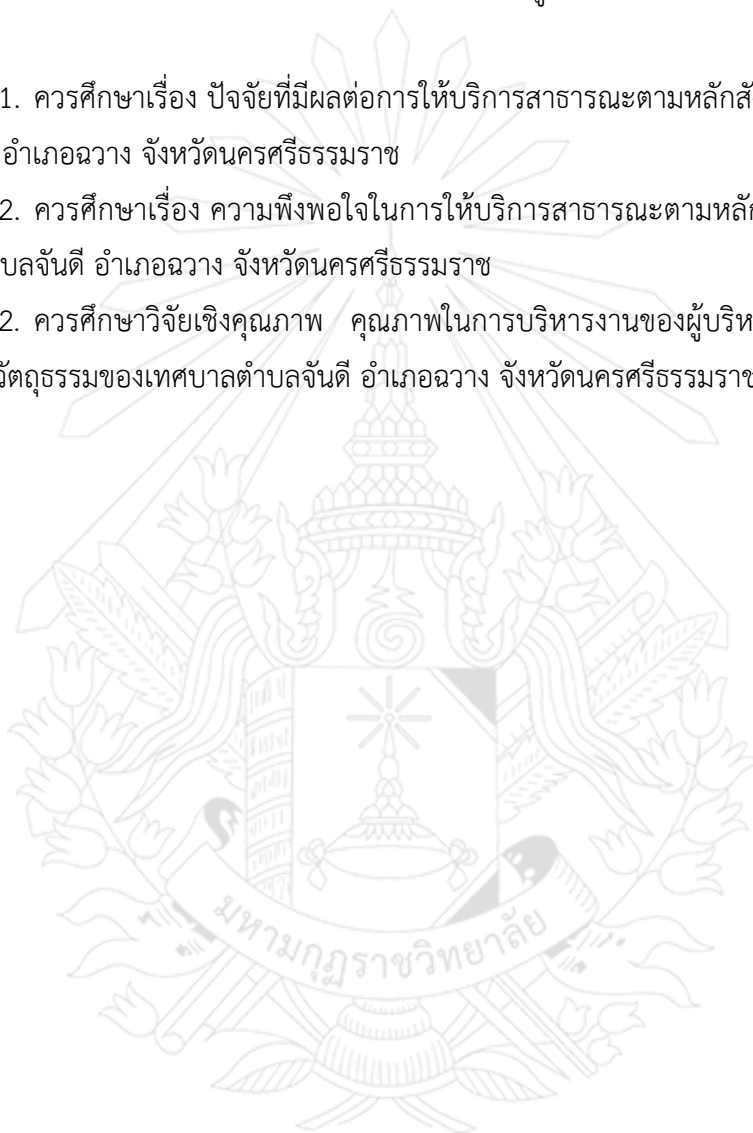 1. ควรศึกษาเรื่อง ปัจจัยที่มีผลต่อการให้บริการสาธารณะตามหลักสั
อำเภอฉวาง จังหวัดนครศรีธรรมราช
2. ควรศึกษาเรื่อง ความพึงพอใจในการให้บริการสาธารณะตามหลัก
บลจันดี อำเภอฉวาง จังหวัดนครศรีธรรมราช
2. ควรศึกษาวิจัยเชิงคุณภาพ คุณภาพในการบริหารงานของผู้บริห
วัตถุธรรมของเทศบาลตำบลจันดี อำเภอฉวาง จังหวัดนครศรีธรรมราช
มหามกุฏราชวิทยาลัย